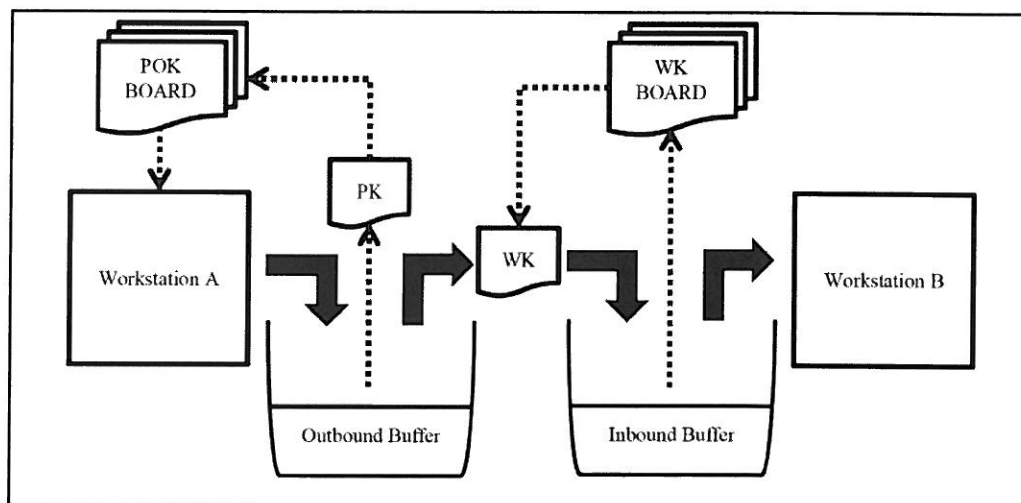 POK
BOARD
WK
BOARD
PK
WK
Workstation A
Workstation B
Outbound Buffer
Inbound Buffer